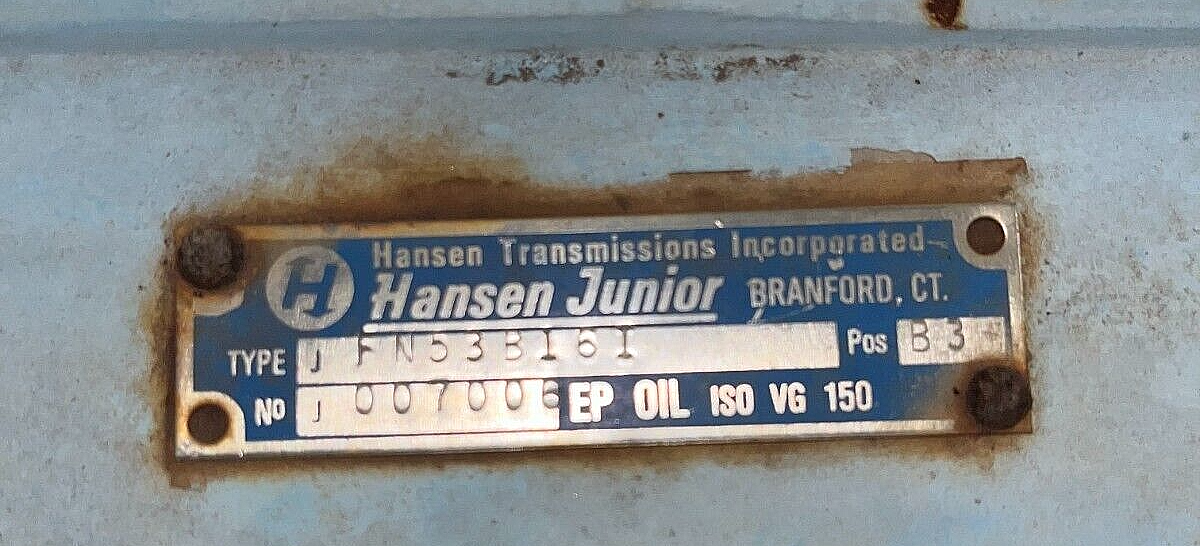 H
Hansen Transmissions Incorporated
Hansen Junior BRANFORD, CT.
TYPE J FN53B16I Pos B3
No J 007006 EP OIL ISO VG 150